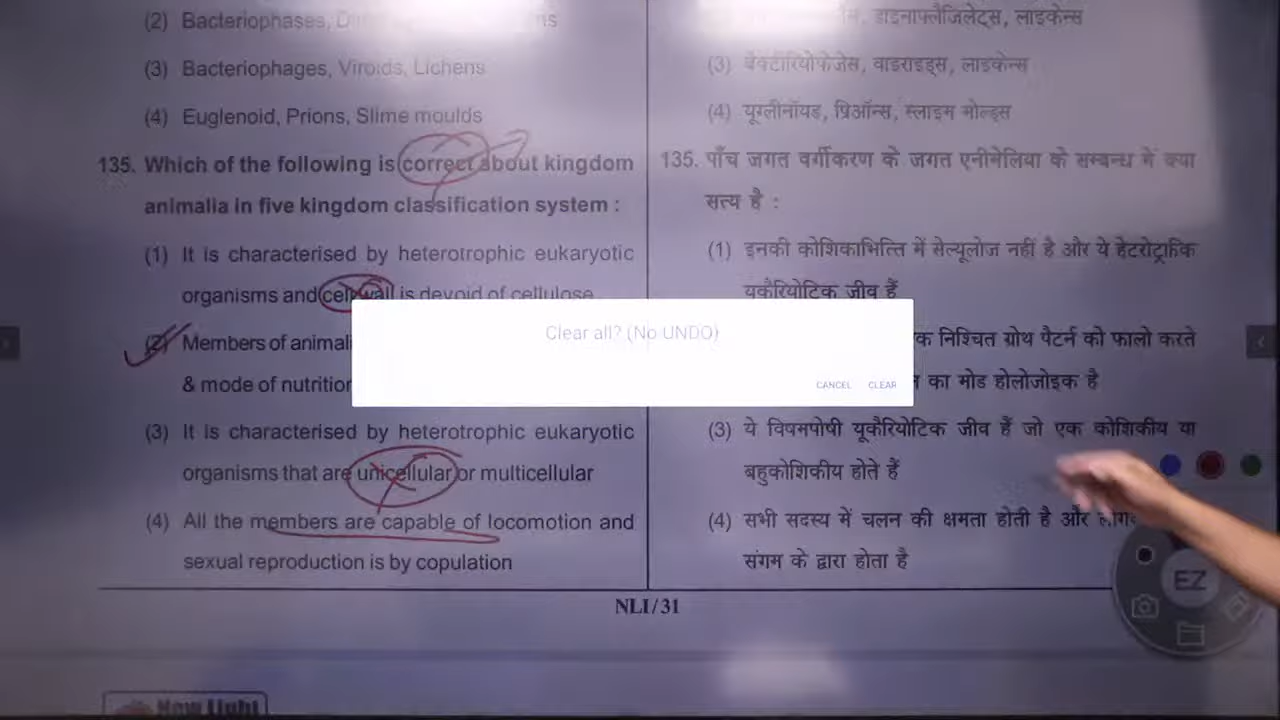 (2) Bacteriophases,
(3) Bacteriophages, Viroids, Lichens
(4) Euglenoid, Prions, Slime moulds
135. Which of the following is correct about kingdom
animalia in five kingdom classification system :
(1) It is characterised by heterotrophic eukaryotic
organisms and cell wall is devoid of cellulose
(2) Members of animali
& mode of nutrition
(3) It is characterised by heterotrophic eukaryotic
organisms that are unicellular or multicellular
(4) All the members are capable of locomotion and
sexual reproduction is by copulation
डाइनाफ्लैजिलेट्स, लाइकेन्स
(3) बैक्टीरियोफेजेस, वाइराइड्स, लाइकेन्स
(4) यूग्लीनॉयड, प्रिऑन्स, स्लाइम मोल्ड्स
135. पाँच जगत वर्गीकरण के जगत एनीमेलिया के सम्बन्ध में क्या
सत्य है :
(1) इनकी कोशिकाभित्ति में सेल्यूलोज नहीं है और ये हेटरोट्राफिक
यूकैरियोटिक जीव हैं
क निश्चित ग्रोथ पैटर्न को फालो करते
का मोड होलोजोइक है
(3) ये विषमपोषी यूकैरियोटिक जीव हैं जो एक कोशिकीय या
बहुकोशिकीय होते हैं
(4) सभी सदस्य में चलन की क्षमता होती है और
संगम के द्वारा होता है
Clear all? (No UNDO)
CANCEL CLEAR
EZ
NLI/31
New Light